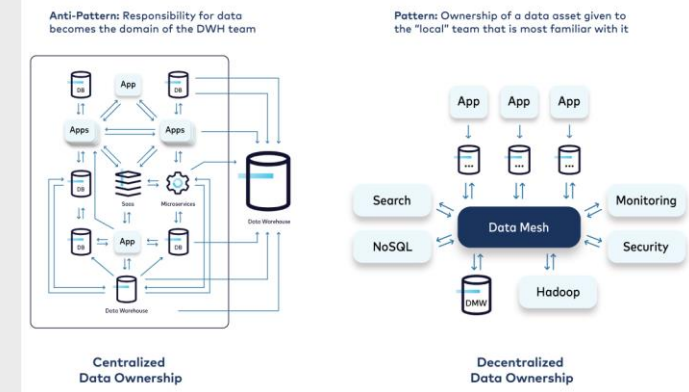 Anti-Pattern: Responsibility for data
becomes the domain of the DWH team
DB
App
DB
Apps
Apps
DB
Saas
Microservices
Data Warehouse
DB
App
DB
Data Warehouse
Centralized
Data Ownership
Pattern: Ownership of a data asset given to
the "local" team that is most familiar with it
App
App
App
...
...
...
Search
Monitoring
Data Mesh
NoSQL
Security
DMW
Hadoop
Decentralized
Data Ownership